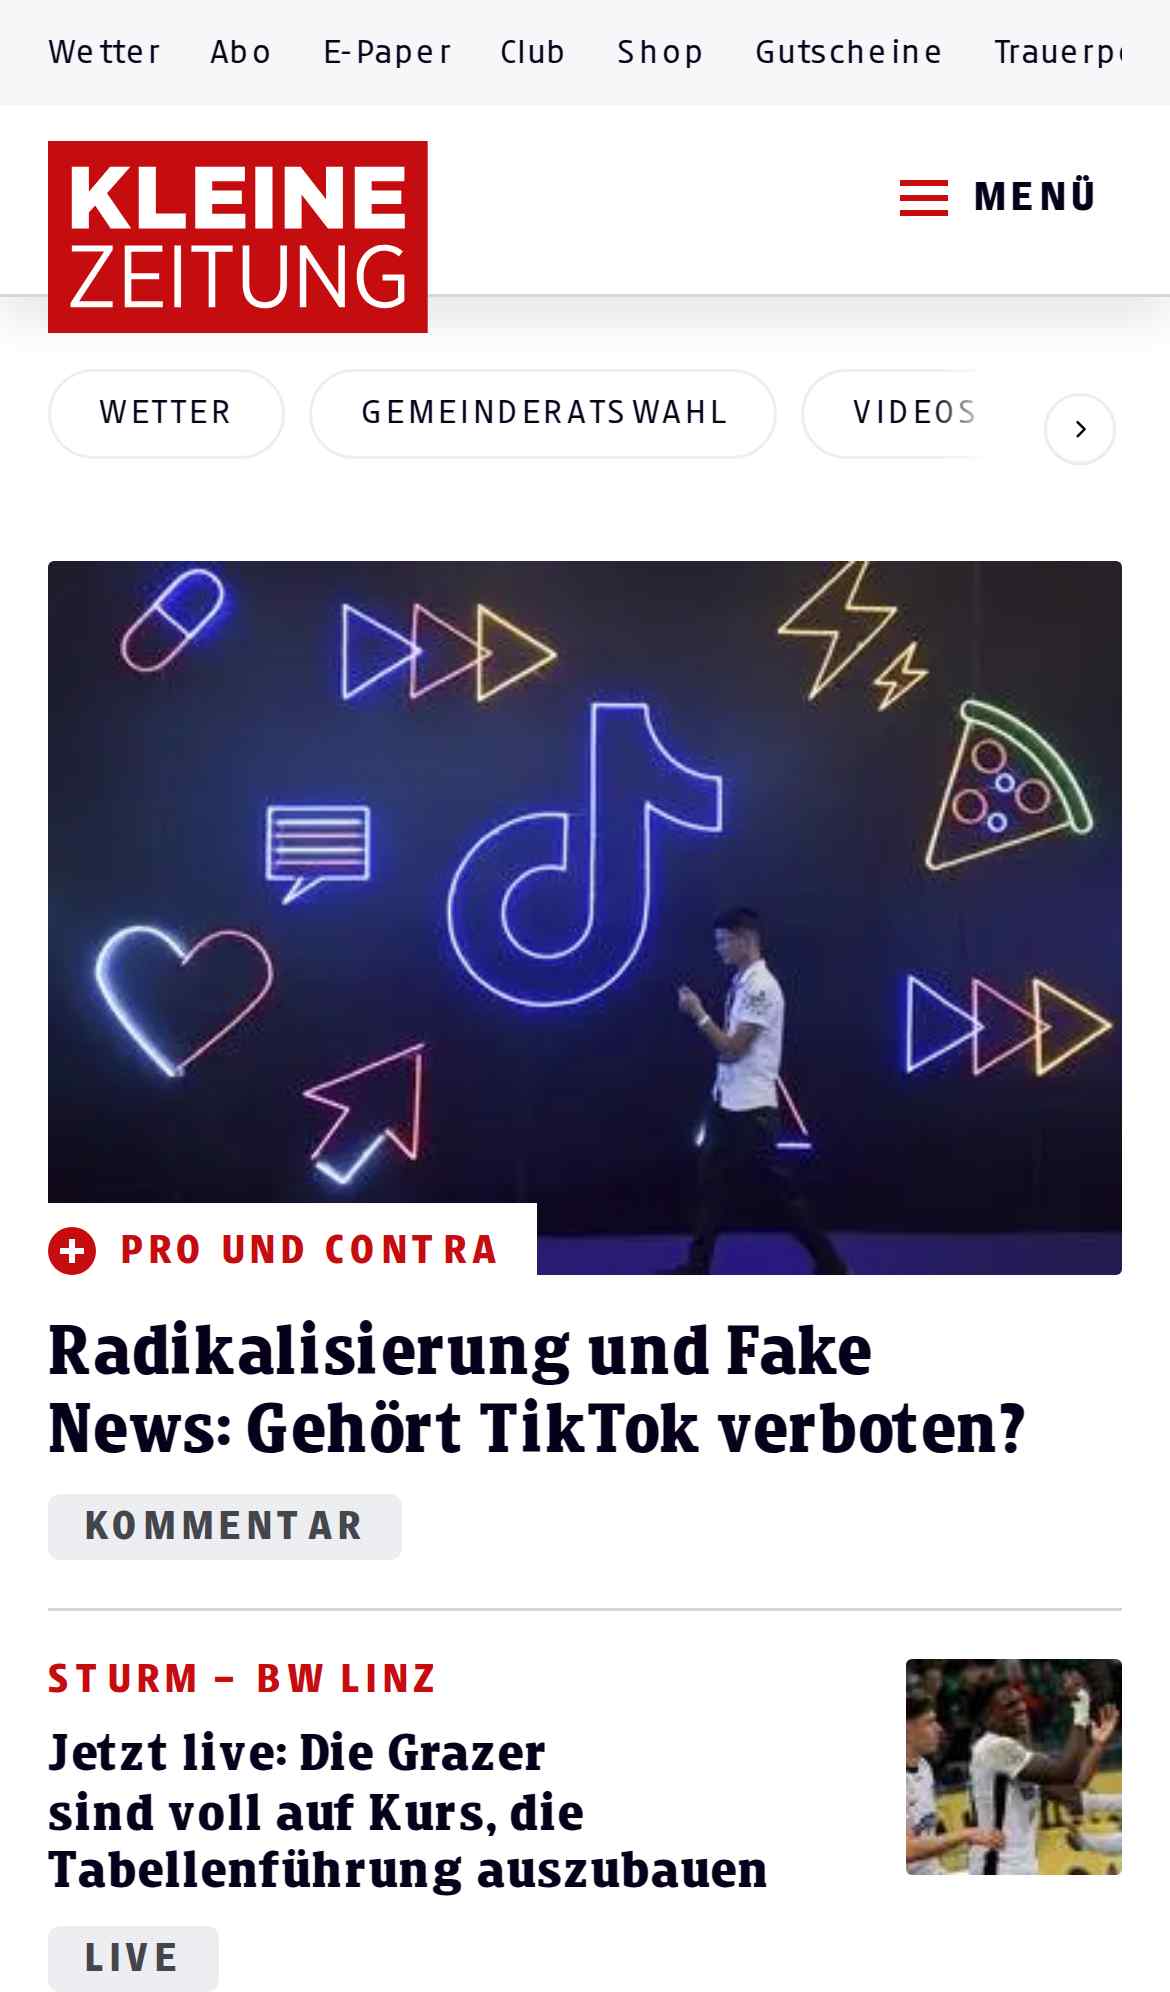 Wetter Abo E-Paper Club Shop Gutscheine Trauerp
KLEINE
ZEITUNG
MENÜ
WETTER GEMEINDERATSWAHL VIDEOS
PRO UND CONTRA
Radikalisierung und Fake
News: Gehört TikTok verboten?
KOMMENTAR
STURM – BW LINZ
Jetzt live: Die Grazer
sind voll auf Kurs, die
Tabellenführung auszubauen
LIVE